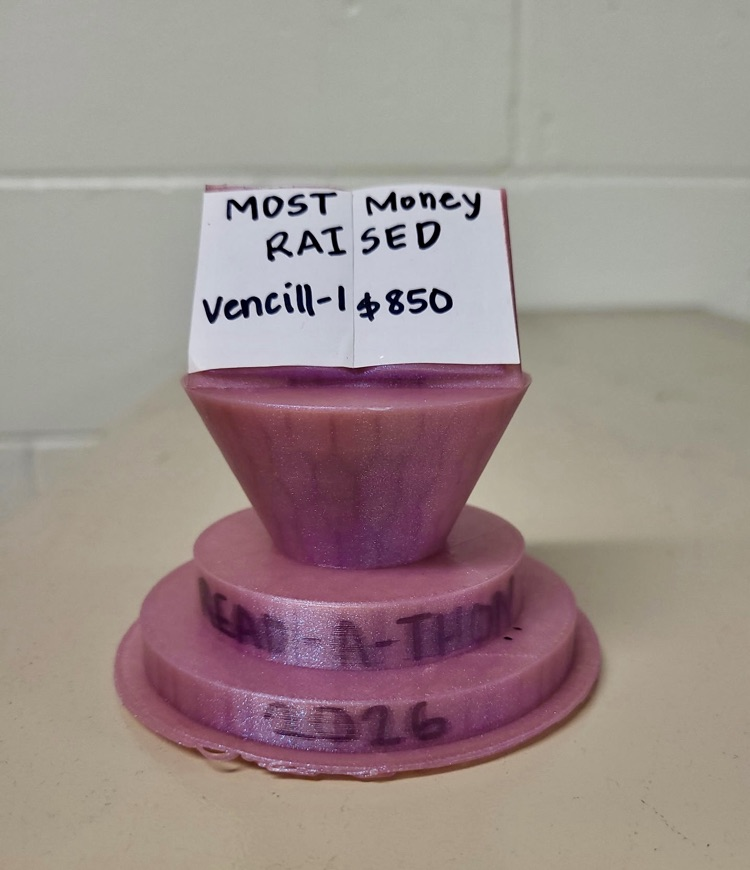 MOST Money
RAISED
Vencill-1 $850
READ-A-THON
2026